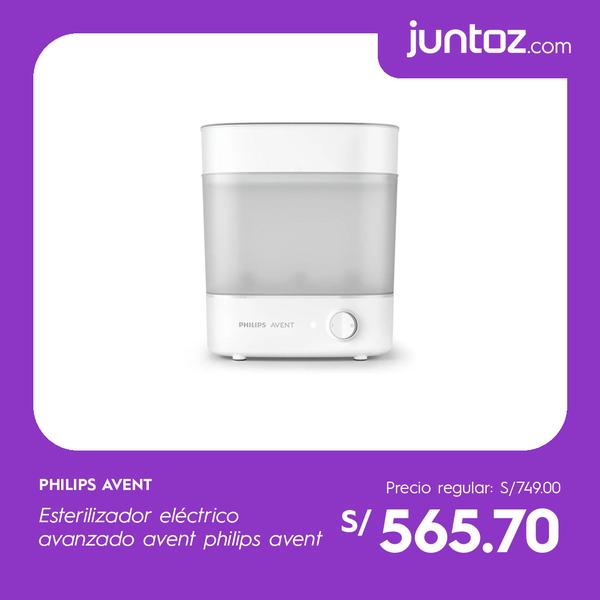 juntoz.com
PHILIPS AVENT
PHILIPS AVENT
Esterilizador eléctrico
avanzado avent philips avent
Precio regular: S/749.00
S/ 565.70